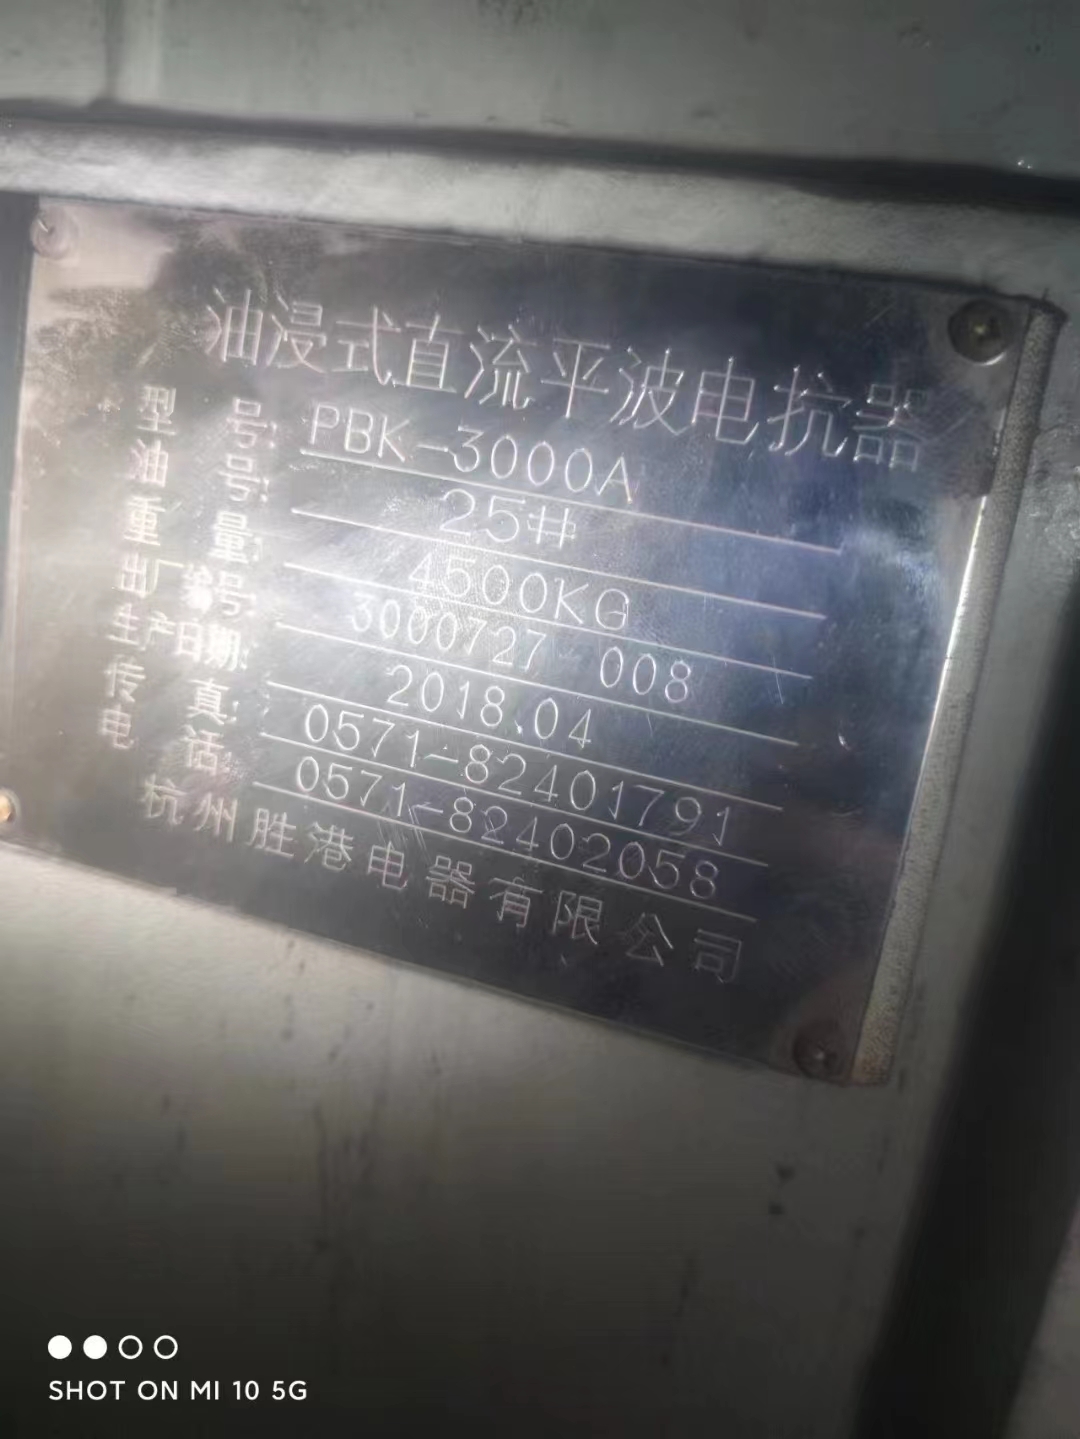 油浸式直流平波电抗器
型 号: PBK-3000A
油 号: 25#
重 量: 4500KG
出厂编号: 3000727 008
生产日期: 2018.04
传 真: 0571-82401791
电 话: 0571-82402058
杭州胜港电器有限公司
SHOT ON MI 10 5G